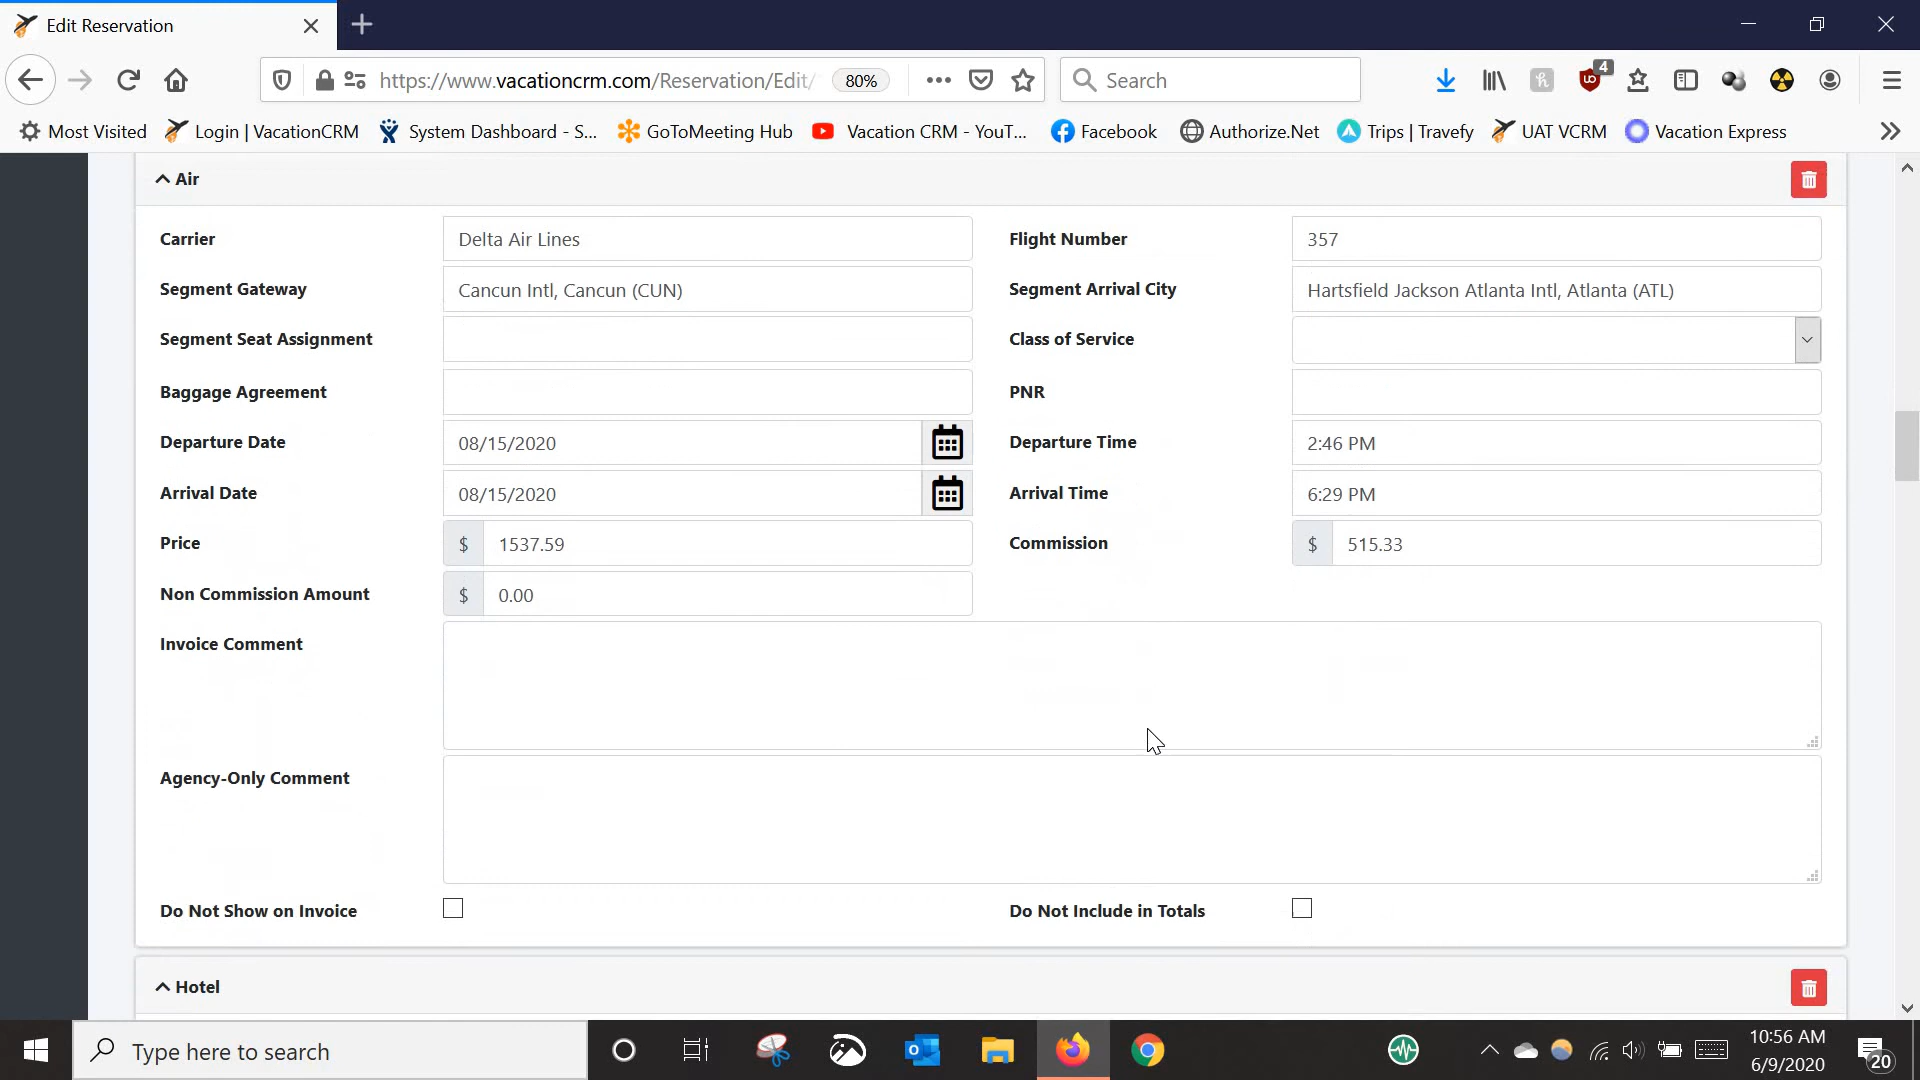 Edit Reservation
https://www.vacationcrm.com/Reservation/Edit/
80%
Search
4
Most Visited
Login | VacationCRM
System Dashboard - S...
GoToMeeting Hub
Vacation CRM - YouT...
Facebook
Authorize.Net
Trips | Travefy
UAT VCRM
Vacation Express
Air
Carrier
Delta Air Lines
Flight Number
357
Segment Gateway
Cancun Intl, Cancun (CUN)
Segment Arrival City
Hartsfield Jackson Atlanta Intl, Atlanta (ATL)
Segment Seat Assignment
Class of Service
Baggage Agreement
PNR
Departure Date
08/15/2020
Departure Time
2:46 PM
Arrival Date
08/15/2020
Arrival Time
6:29 PM
Price
$ 1537.59
Commission
$ 515.33
Non Commission Amount
$ 0.00
Invoice Comment
Agency-Only Comment
Do Not Show on Invoice
Do Not Include in Totals
Hotel
Type here to search
10:56 AM
6/9/2020
20